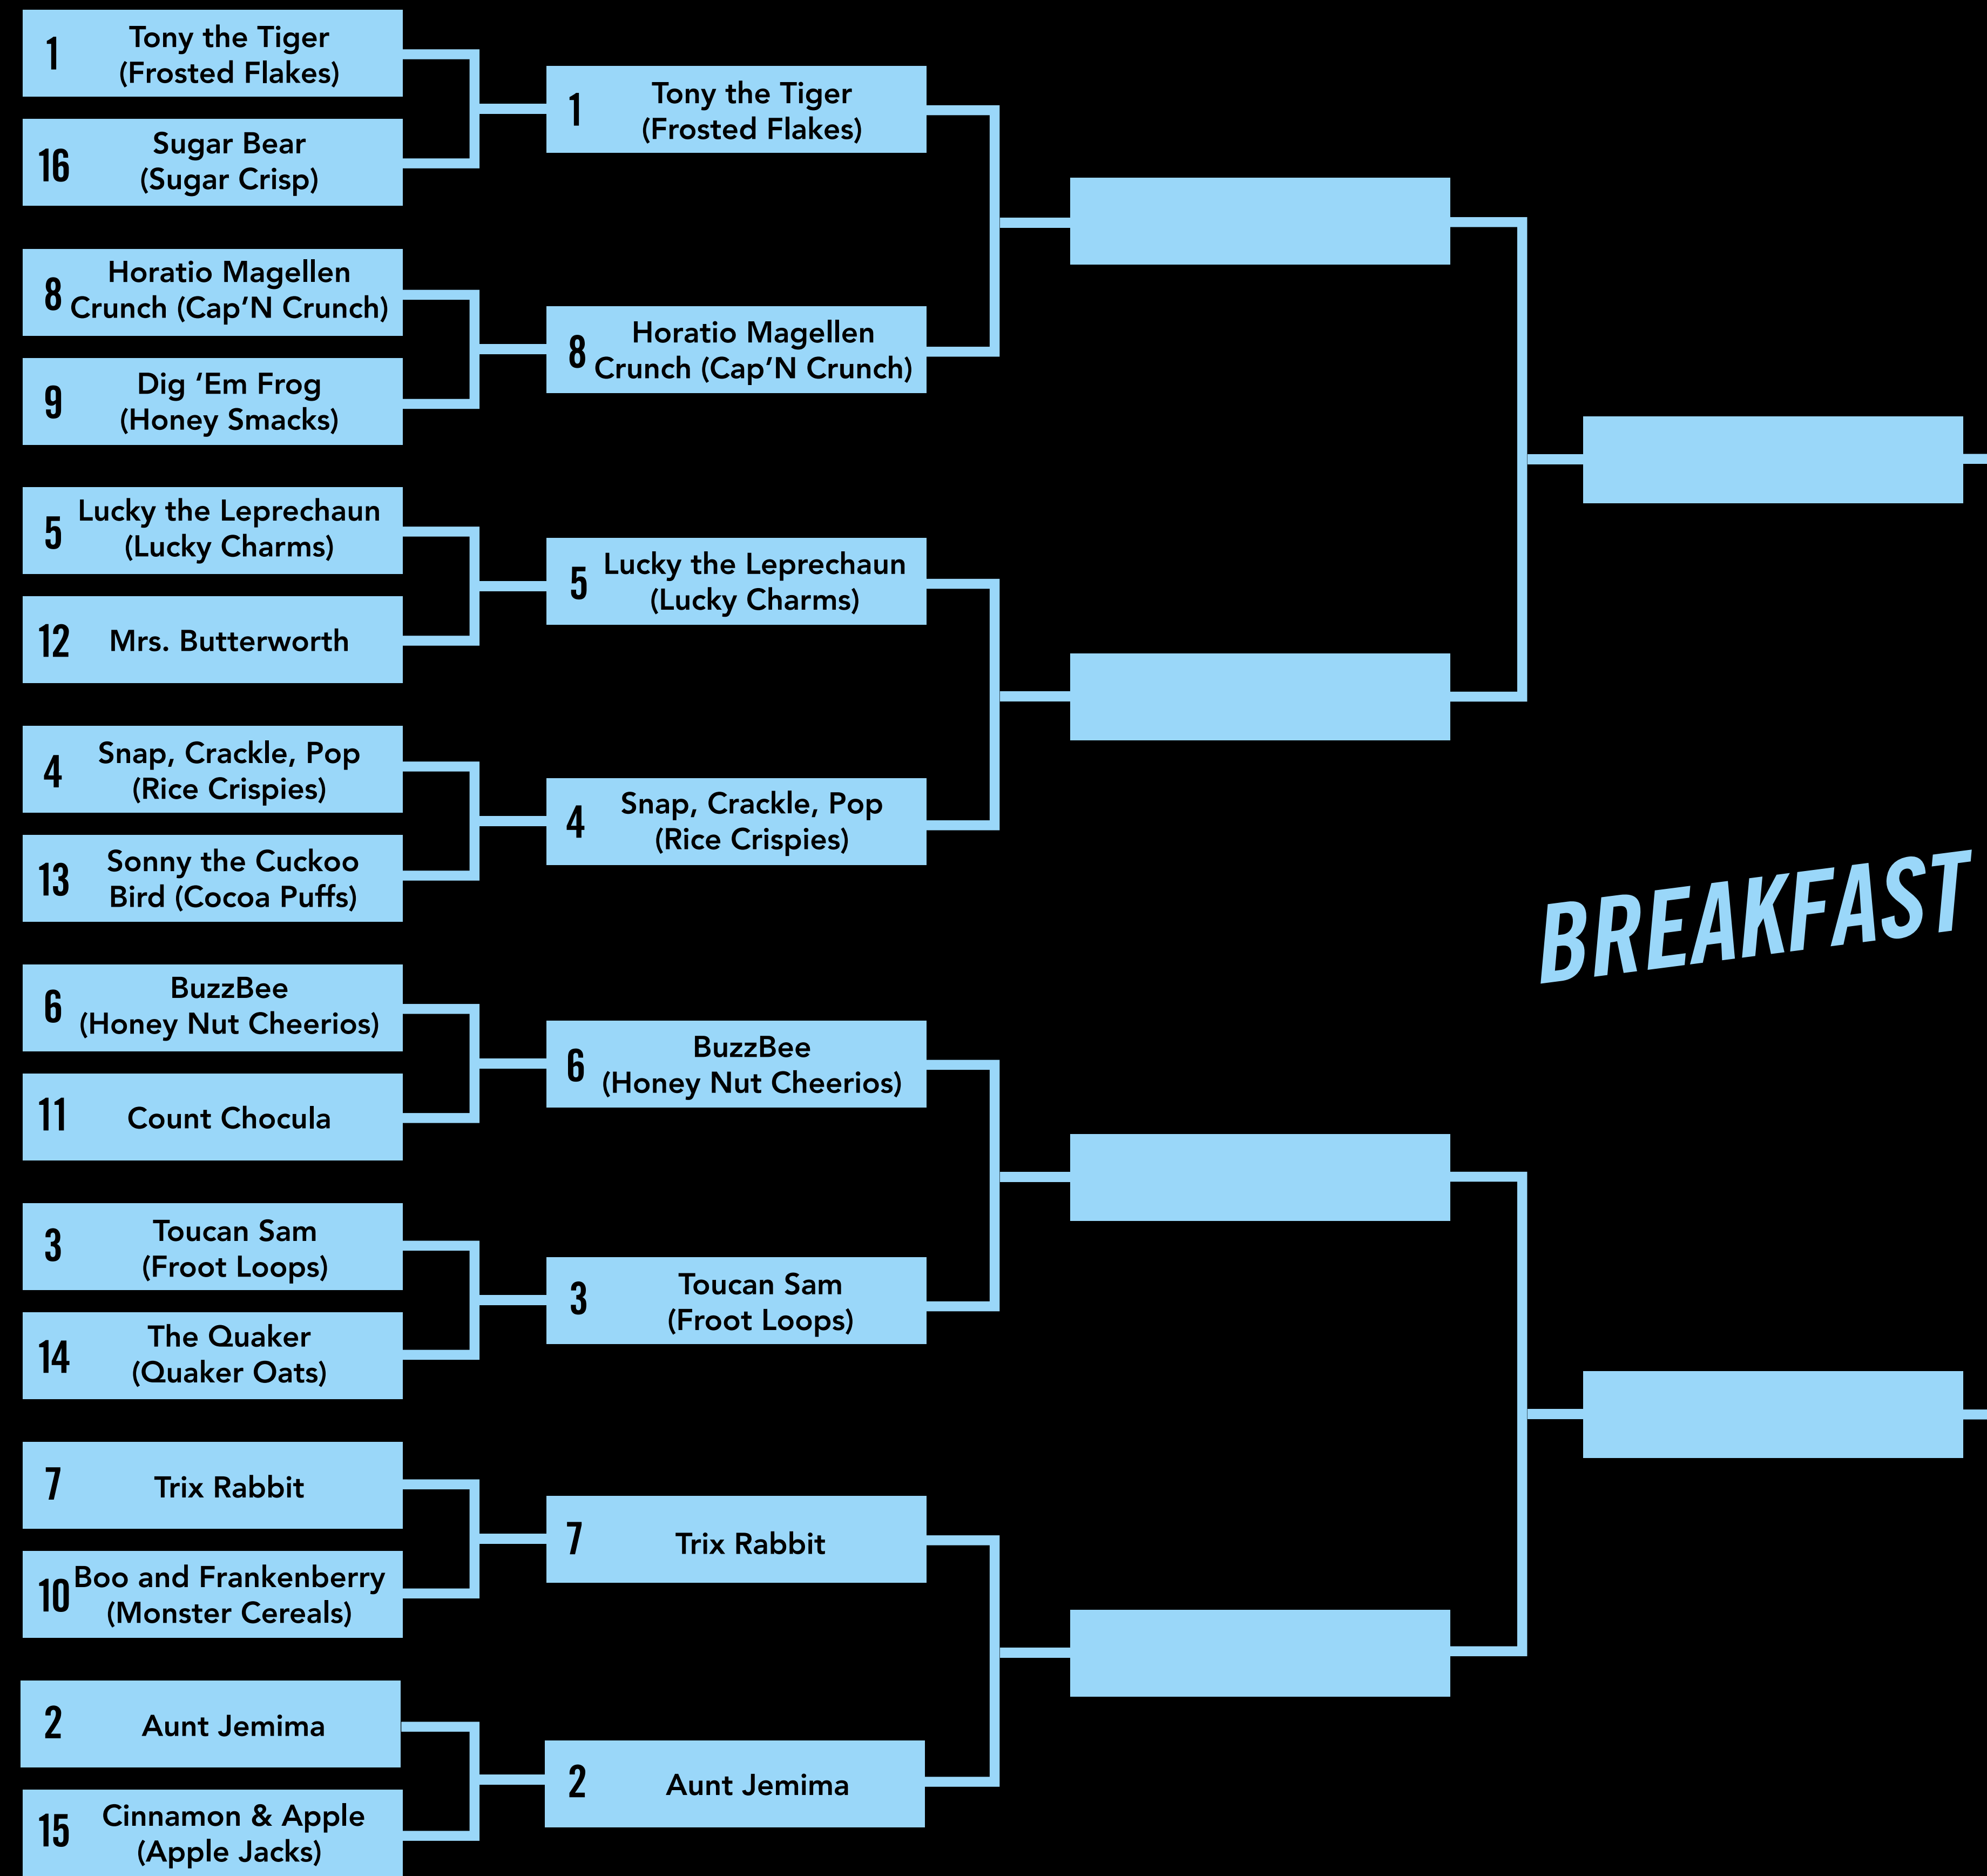 1
Tony the Tiger
(Frosted Flakes)
16
Sugar Bear
(Sugar Crisp)
8
Horatio Magellen
Crunch (Cap’N Crunch)
9
Dig ‘Em Frog
(Honey Smacks)
5
Lucky the Leprechaun
(Lucky Charms)
12
Mrs. Butterworth
4
Snap, Crackle, Pop
(Rice Crispies)
13
Sonny the Cuckoo
Bird (Cocoa Puffs)
6
BuzzBee
(Honey Nut Cheerios)
11
Count Chocula
3
Toucan Sam
(Froot Loops)
14
The Quaker
(Quaker Oats)
7
Trix Rabbit
10
Boo and Frankenberry
(Monster Cereals)
2
Aunt Jemima
15
Cinnamon & Apple
(Apple Jacks)
1
Tony the Tiger
(Frosted Flakes)
8
Horatio Magellen
Crunch (Cap’N Crunch)
5
Lucky the Leprechaun
(Lucky Charms)
4
Snap, Crackle, Pop
(Rice Crispies)
6
BuzzBee
(Honey Nut Cheerios)
3
Toucan Sam
(Froot Loops)
7
Trix Rabbit
2
Aunt Jemima
BREAKFAST